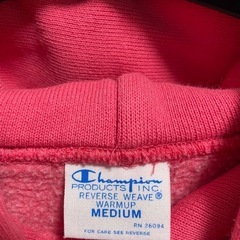 Champion
PRODUCTS INC.
REVERSE WEAVE®
WARMUP
MEDIUM
RN 26094
FOR CARE SEE REVERSE